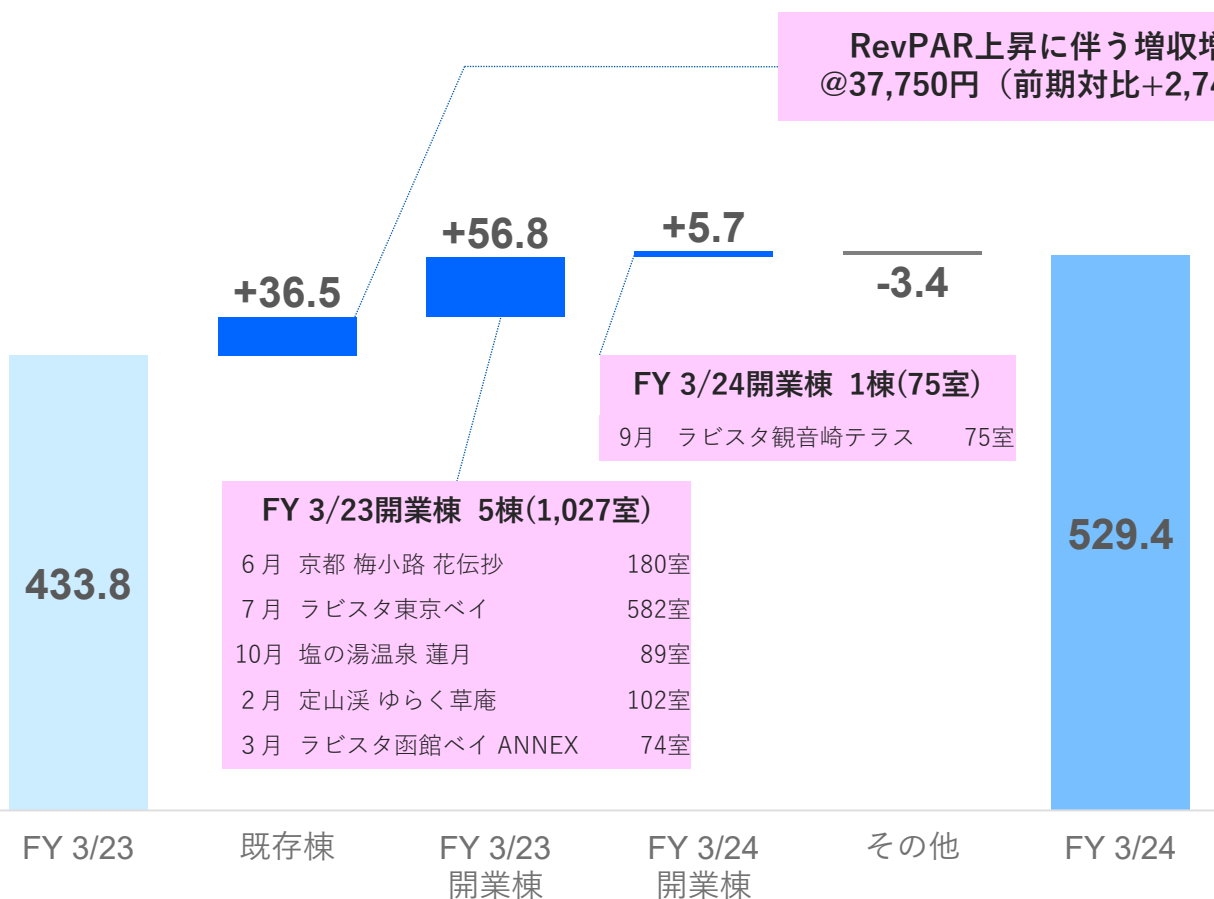 RevPAR上昇に伴う増収
@37,750円（前期対比+2,74
+56.8
+5.7
+36.5
-3.4
FY 3/24開業棟 1棟(75室)
9月 ラビスタ観音崎テラス 75室
FY 3/23開業棟 5棟(1,027室)
6月 京都 梅小路 花伝抄 180室
7月 ラビスタ東京ベイ 582室
10月 塩の湯温泉 蓮月 89室
2月 定山渓 ゆらく草庵 102室
3月 ラビスタ函館ベイ ANNEX 74室
433.8
529.4
FY 3/23
既存棟
FY 3/23
開業棟
FY 3/24
開業棟
その他
FY 3/24